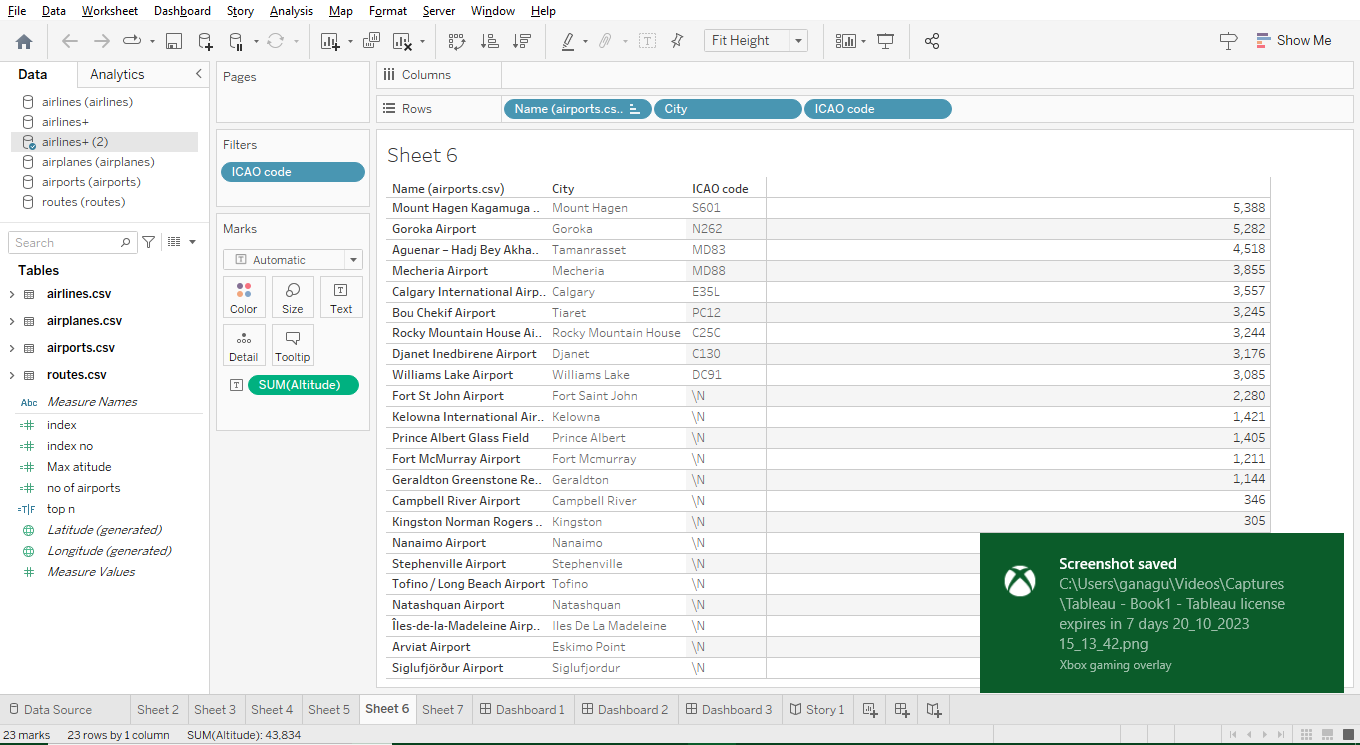 File Data Worksheet Dashboard Story Analysis Map Format Server Window Help
Fit Height
Show Me
Data Analytics
airlines (airlines)
airlines+
airlines+ (2)
airplanes (airplanes)
airports (airports)
routes (routes)
Search
Tables
airlines.csv
airplanes.csv
airports.csv
routes.csv
Abc Measure Names
index
index no
Max atitude
no of airports
=T|F top n
Latitude (generated)
Longitude (generated)
Measure Values
Pages
Filters
ICAO code
Marks
Automatic
Color Size Text
Detail Tooltip
SUM(Altitude)
Columns
Rows Name (airports.cs.. City ICAO code
Sheet 6
Name (airports.csv) City ICAO code
Mount Hagen Kagamuga .. Mount Hagen S601 5,388
Goroka Airport Goroka N262 5,282
Aguenar – Hadj Bey Akha.. Tamanrasset MD83 4,518
Mecheria Airport Mecheria MD88 3,855
Calgary International Airp.. Calgary E35L 3,557
Bou Chekif Airport Tiaret PC12 3,245
Rocky Mountain House Ai.. Rocky Mountain House C25C 3,244
Djanet Inedbirene Airport Djanet C130 3,176
Williams Lake Airport Williams Lake DC91 3,085
Fort St John Airport Fort Saint John \N 2,280
Kelowna International Air.. Kelowna \N 1,421
Prince Albert Glass Field Prince Albert \N 1,405
Fort McMurray Airport Fort Mcmurray \N 1,211
Geraldton Greenstone Re.. Geraldton \N 1,144
Campbell River Airport Campbell River \N 346
Kingston Norman Rogers .. Kingston \N 305
Nanaimo Airport Nanaimo \N
Stephenville Airport Stephenville \N
Tofino / Long Beach Airport Tofino \N
Natashquan Airport Natashquan \N
Îles-de-la-Madeleine Airp.. Iles De La Madeleine \N
Arviat Airport Eskimo Point \N
Siglufjörður Airport Siglufjordur \N
Screenshot saved
C:\Users\ganagu\Videos\Captures
\Tableau - Book1 - Tableau license
expires in 7 days 20_10_2023
15_13_42.png
Xbox gaming overlay
Data Source Sheet 2 Sheet 3 Sheet 4 Sheet 5 Sheet 6 Sheet 7 Dashboard 1 Dashboard 2 Dashboard 3 Story 1
23 marks 23 rows by 1 column SUM(Altitude): 43,834